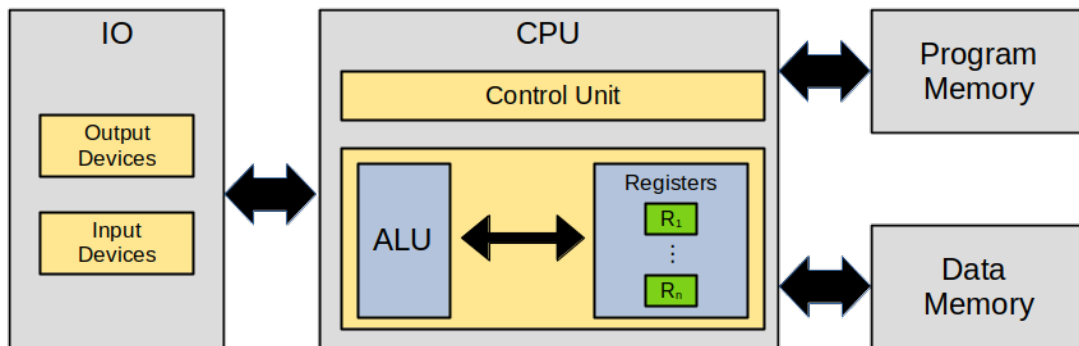 IO
Output
Devices
Input
Devices
CPU
Control Unit
ALU
Registers
R₁
⋮
Rₙ
Program
Memory
Data
Memory